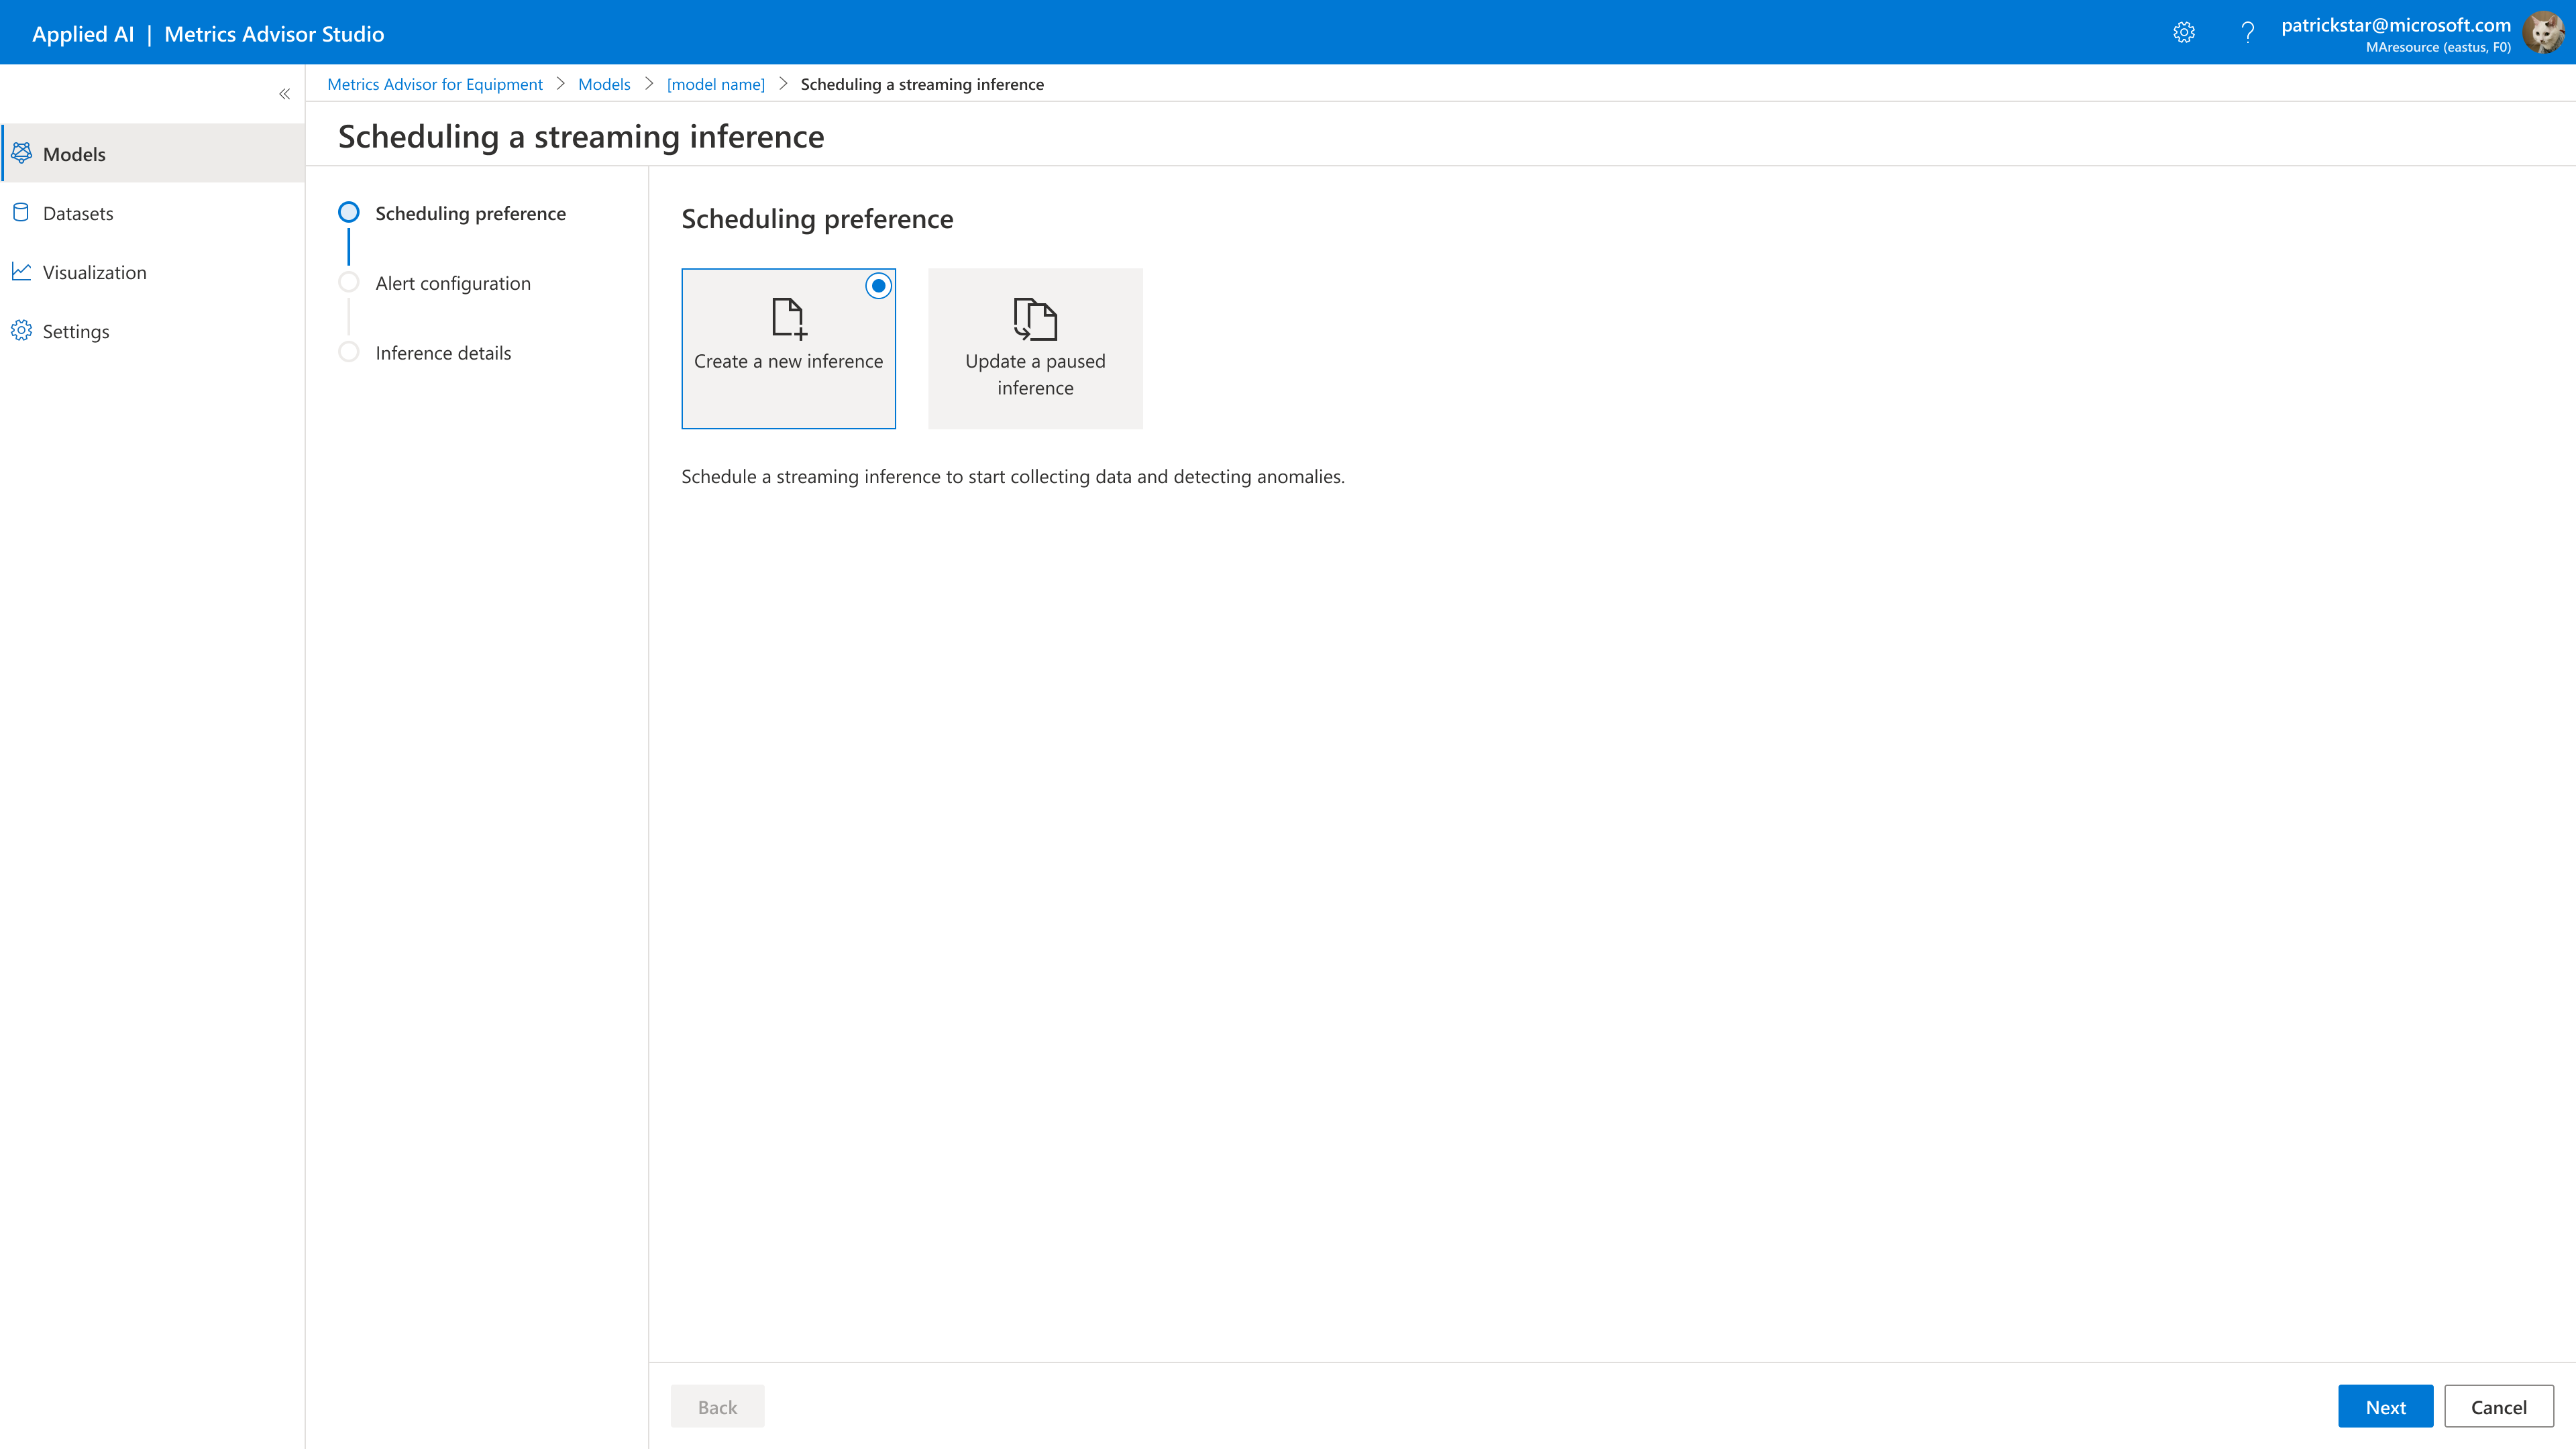 Applied AI | Metrics Advisor Studio
patrickstar@microsoft.com
MAresource (eastus, F0)
Metrics Advisor for Equipment > Models > [model name] > Scheduling a streaming inference
Models
Datasets
Visualization
Settings
Scheduling a streaming inference
Scheduling preference
Alert configuration
Inference details
Scheduling preference
Create a new inference
Update a paused
inference
Schedule a streaming inference to start collecting data and detecting anomalies.
Back
Next
Cancel